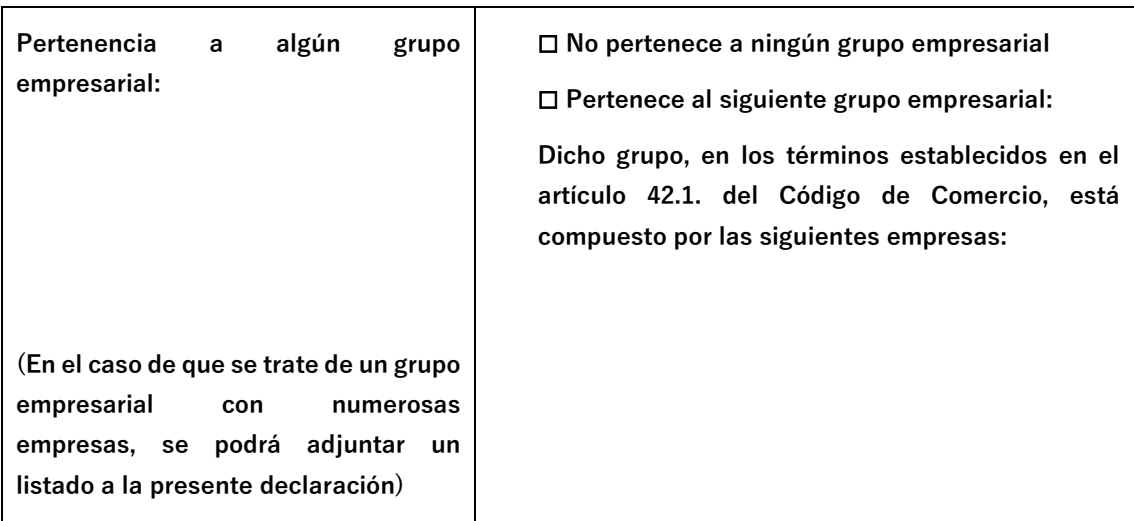 Pertenencia a algún grupo
empresarial:
(En el caso de que se trate de un grupo
empresarial con numerosas
empresas, se podrá adjuntar un
listado a la presente declaración)
☐ No pertenece a ningún grupo empresarial
☐ Pertenece al siguiente grupo empresarial:
Dicho grupo, en los términos establecidos en el
artículo 42.1. del Código de Comercio, está
compuesto por las siguientes empresas: